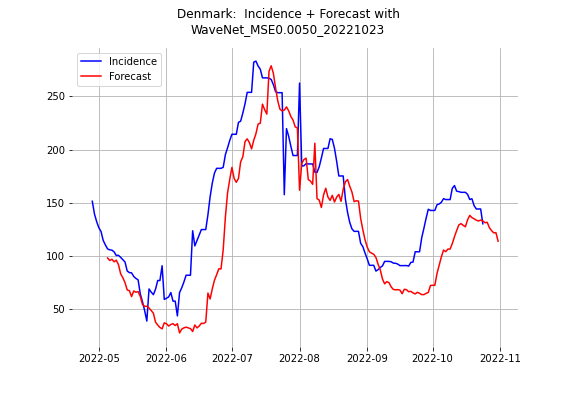 Denmark:  Incidence + Forecast with
WaveNet_MSE0.0050_20221023
Incidence
Forecast
250
200
150
100
50
2022-05 2022-06 2022-07 2022-08 2022-09 2022-10 2022-11